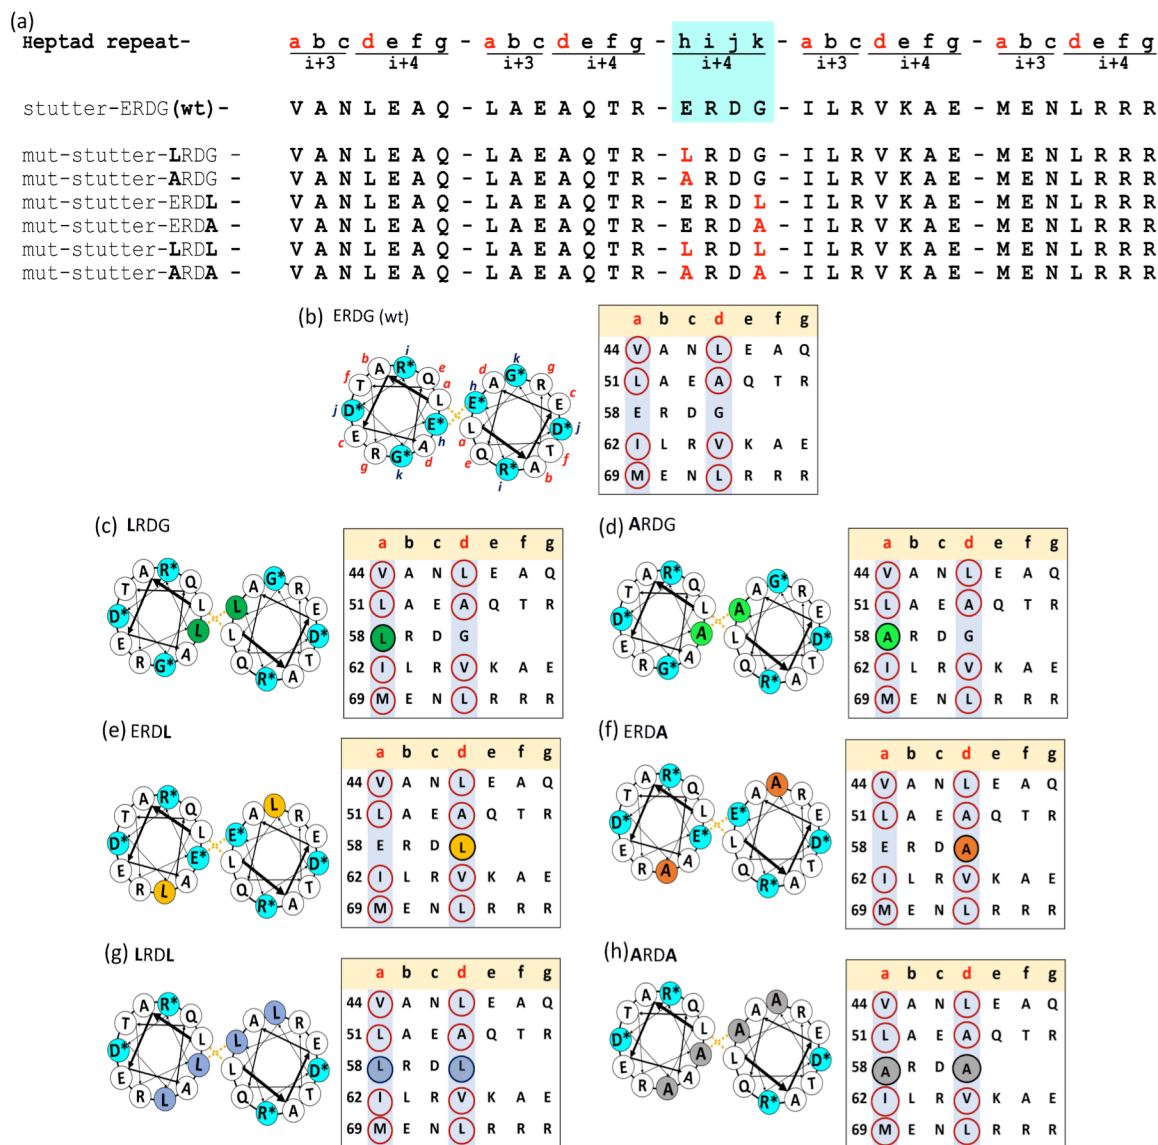 (a)
Heptad repeat- a b c d e f g - a b c d e f g - h i j k - a b c d e f g - a b c d e f g
i+3 i+4 i+3 i+4 i+4 i+3 i+4 i+3 i+4
stutter-ERDG(wt)- V A N L E A Q - L A E A Q T R - E R D G - I L R V K A E - M E N L R R R
mut-stutter-LRDG - V A N L E A Q - L A E A Q T R - L R D G - I L R V K A E - M E N L R R R
mut-stutter-ARDG - V A N L E A Q - L A E A Q T R - A R D G - I L R V K A E - M E N L R R R
mut-stutter-ERDL - V A N L E A Q - L A E A Q T R - E R D L - I L R V K A E - M E N L R R R
mut-stutter-ERDA - V A N L E A Q - L A E A Q T R - E R D A - I L R V K A E - M E N L R R R
mut-stutter-LRDL - V A N L E A Q - L A E A Q T R - L R D L - I L R V K A E - M E N L R R R
mut-stutter-ARDA - V A N L E A Q - L A E A Q T R - A R D A - I L R V K A E - M E N L R R R
(b) ERDG (wt)
b i e a h d k g c j f b i e a
A R* Q L E* A G* R E D* T A R* Q L E*
f j c g k d h
T D* E R G* A
a b c d e f g
44 V A N L E A Q
51 L A E A Q T R
58 E R D G
62 I L R V K A E
69 M E N L R R R
(c) LRDG
A R* Q L L A G* R E D* T A R* Q L L
T D* E R G* A
a b c d e f g
44 V A N L E A Q
51 L A E A Q T R
58 L R D G
62 I L R V K A E
69 M E N L R R R
(d) ARDG
A R* Q L A A G* R E D* T A R* Q L A
T D* E R G* A
a b c d e f g
44 V A N L E A Q
51 L A E A Q T R
58 A R D G
62 I L R V K A E
69 M E N L R R R
(e) ERDL
A R* Q L E* A L R E D* T A R* Q L E*
T D* E R L A
a b c d e f g
44 V A N L E A Q
51 L A E A Q T R
58 E R D L
62 I L R V K A E
69 M E N L R R R
(f) ERDA
A R* Q L E* A A R E D* T A R* Q L E*
T D* E R A A
a b c d e f g
44 V A N L E A Q
51 L A E A Q T R
58 E R D A
62 I L R V K A E
69 M E N L R R R
(g) LRDL
A R* Q L L A L R E D* T A R* Q L L
T D* E R L A
a b c d e f g
44 V A N L E A Q
51 L A E A Q T R
58 L R D L
62 I L R V K A E
69 M E N L R R R
(h) ARDA
A R* Q L A A A R E D* T A R* Q L A
T D* E R A A
a b c d e f g
44 V A N L E A Q
51 L A E A Q T R
58 A R D A
62 I L R V K A E
69 M E N L R R R